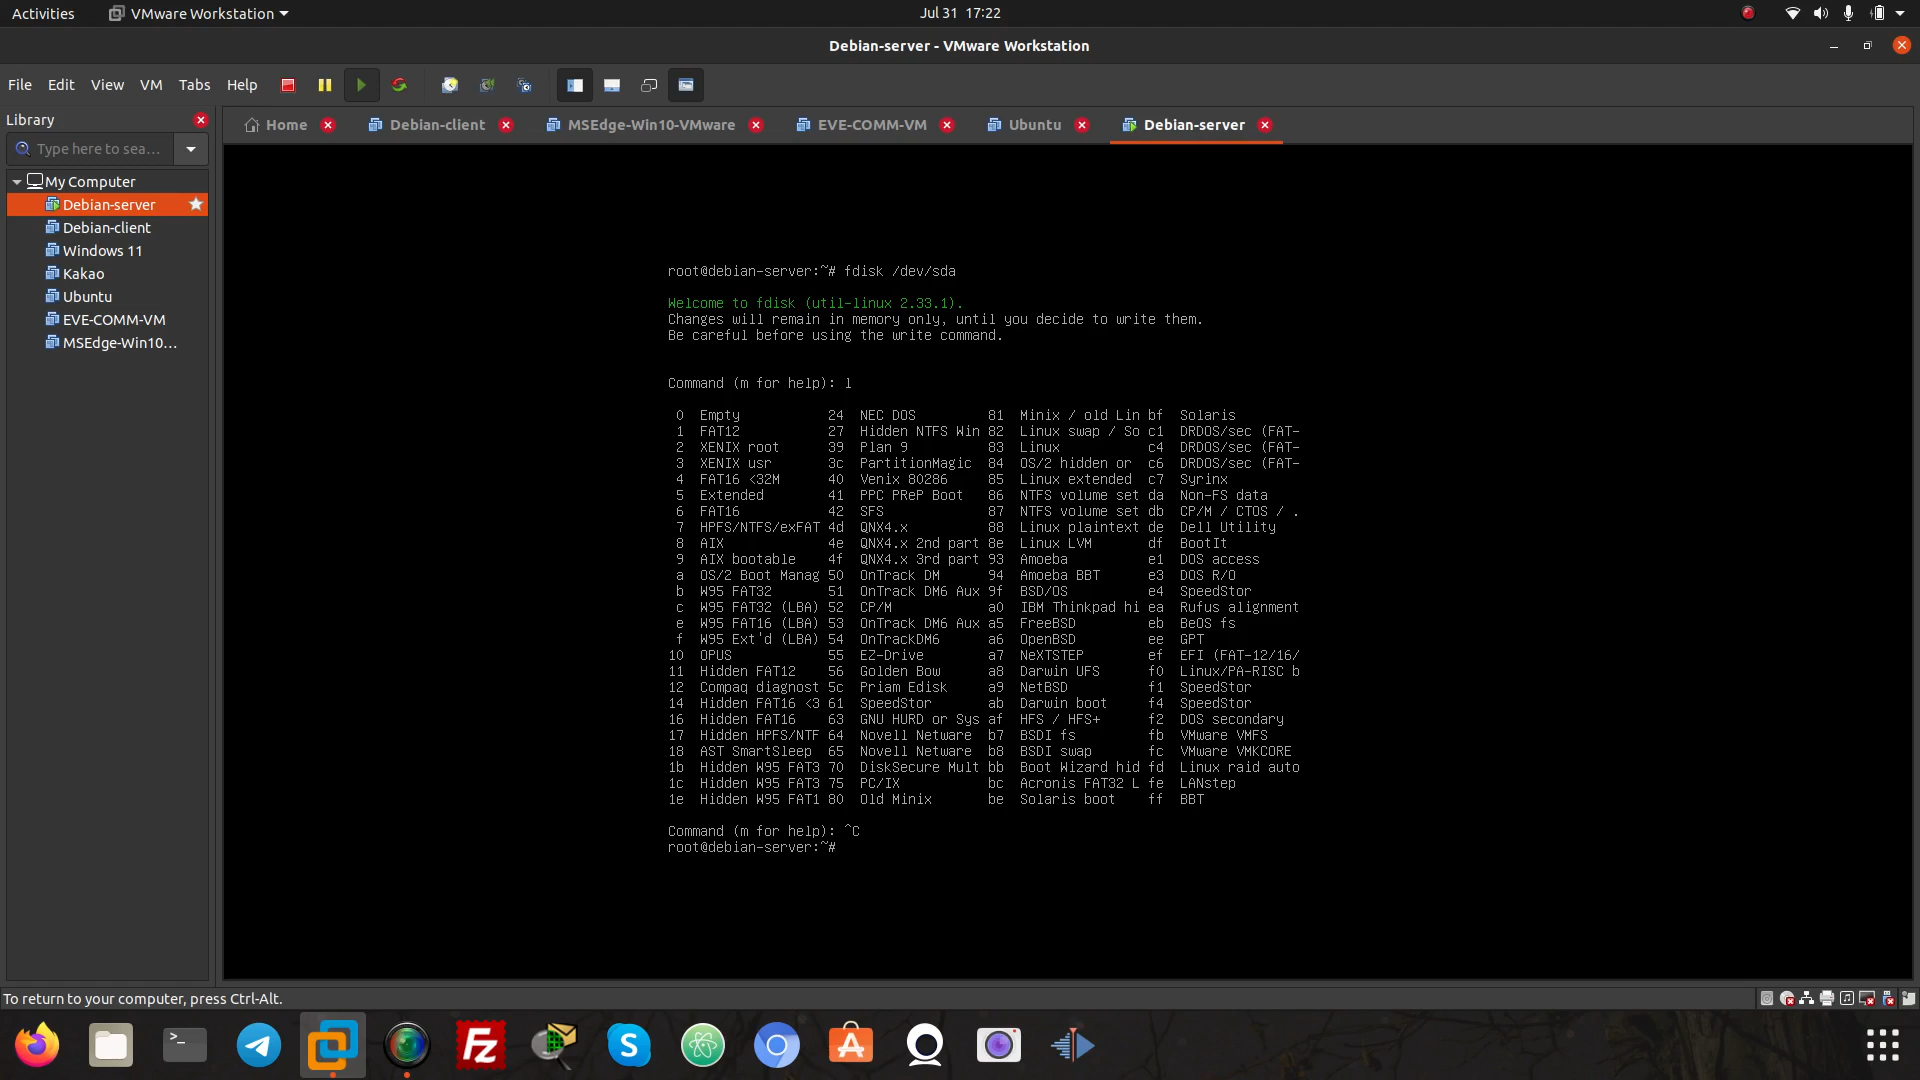 Activities VMware Workstation Jul 31 17:22
Debian-server - VMware Workstation
File Edit View VM Tabs Help
Library
Home Debian-client MSEdge-Win10-VMware EVE-COMM-VM Ubuntu Debian-server
Type here to sea...
My Computer
Debian-server
Debian-client
Windows 11
Kakao
Ubuntu
EVE-COMM-VM
MSEdge-Win10...
root@debian-server:~# fdisk /dev/sda
Welcome to fdisk (util-linux 2.33.1).
Changes will remain in memory only, until you decide to write them.
Be careful before using the write command.
Command (m for help): l
0 Empty 24 NEC DOS 81 Minix / old Lin bf Solaris
1 FAT12 27 Hidden NTFS Win 82 Linux swap / So c1 DRDOS/sec (FAT-
2 XENIX root 39 Plan 9 83 Linux c4 DRDOS/sec (FAT-
3 XENIX usr 3c PartitionMagic 84 OS/2 hidden or c6 DRDOS/sec (FAT-
4 FAT16 <32M 40 Venix 80286 85 Linux extended c7 Syrinx
5 Extended 41 PPC PReP Boot 86 NTFS volume set da Non-FS data
6 FAT16 42 SFS 87 NTFS volume set db CP/M / CTOS / .
7 HPFS/NTFS/exFAT 4d QNX4.x 88 Linux plaintext de Dell Utility
8 AIX 4e QNX4.x 2nd part 8e Linux LVM df BootIt
9 AIX bootable 4f QNX4.x 3rd part 93 Amoeba e1 DOS access
a OS/2 Boot Manag 50 OnTrack DM 94 Amoeba BBT e3 DOS R/O
b W95 FAT32 51 OnTrack DM6 Aux 9f BSD/OS e4 SpeedStor
c W95 FAT32 (LBA) 52 CP/M a0 IBM Thinkpad hi ea Rufus alignment
e W95 FAT16 (LBA) 53 OnTrack DM6 Aux a5 FreeBSD eb BeOS fs
f W95 Ext'd (LBA) 54 OnTrackDM6 a6 OpenBSD ee GPT
10 OPUS 55 EZ-Drive a7 NeXTSTEP ef EFI (FAT-12/16/
11 Hidden FAT12 56 Golden Bow a8 Darwin UFS f0 Linux/PA-RISC b
12 Compaq diagnost 5c Priam Edisk a9 NetBSD f1 SpeedStor
14 Hidden FAT16 <3 61 SpeedStor ab Darwin boot f4 SpeedStor
16 Hidden FAT16 63 GNU HURD or Sys af HFS / HFS+ f2 DOS secondary
17 Hidden HPFS/NTF 64 Novell Netware b7 BSDI fs fb VMware VMFS
18 AST SmartSleep 65 Novell Netware b8 BSDI swap fc VMware VMKCORE
1b Hidden W95 FAT3 70 DiskSecure Mult bb Boot Wizard hid fd Linux raid auto
1c Hidden W95 FAT3 75 PC/IX bc Acronis FAT32 L fe LANstep
1e Hidden W95 FAT1 80 Old Minix be Solaris boot ff BBT
Command (m for help): ^C
root@debian-server:~#
To return to your computer, press Ctrl-Alt.